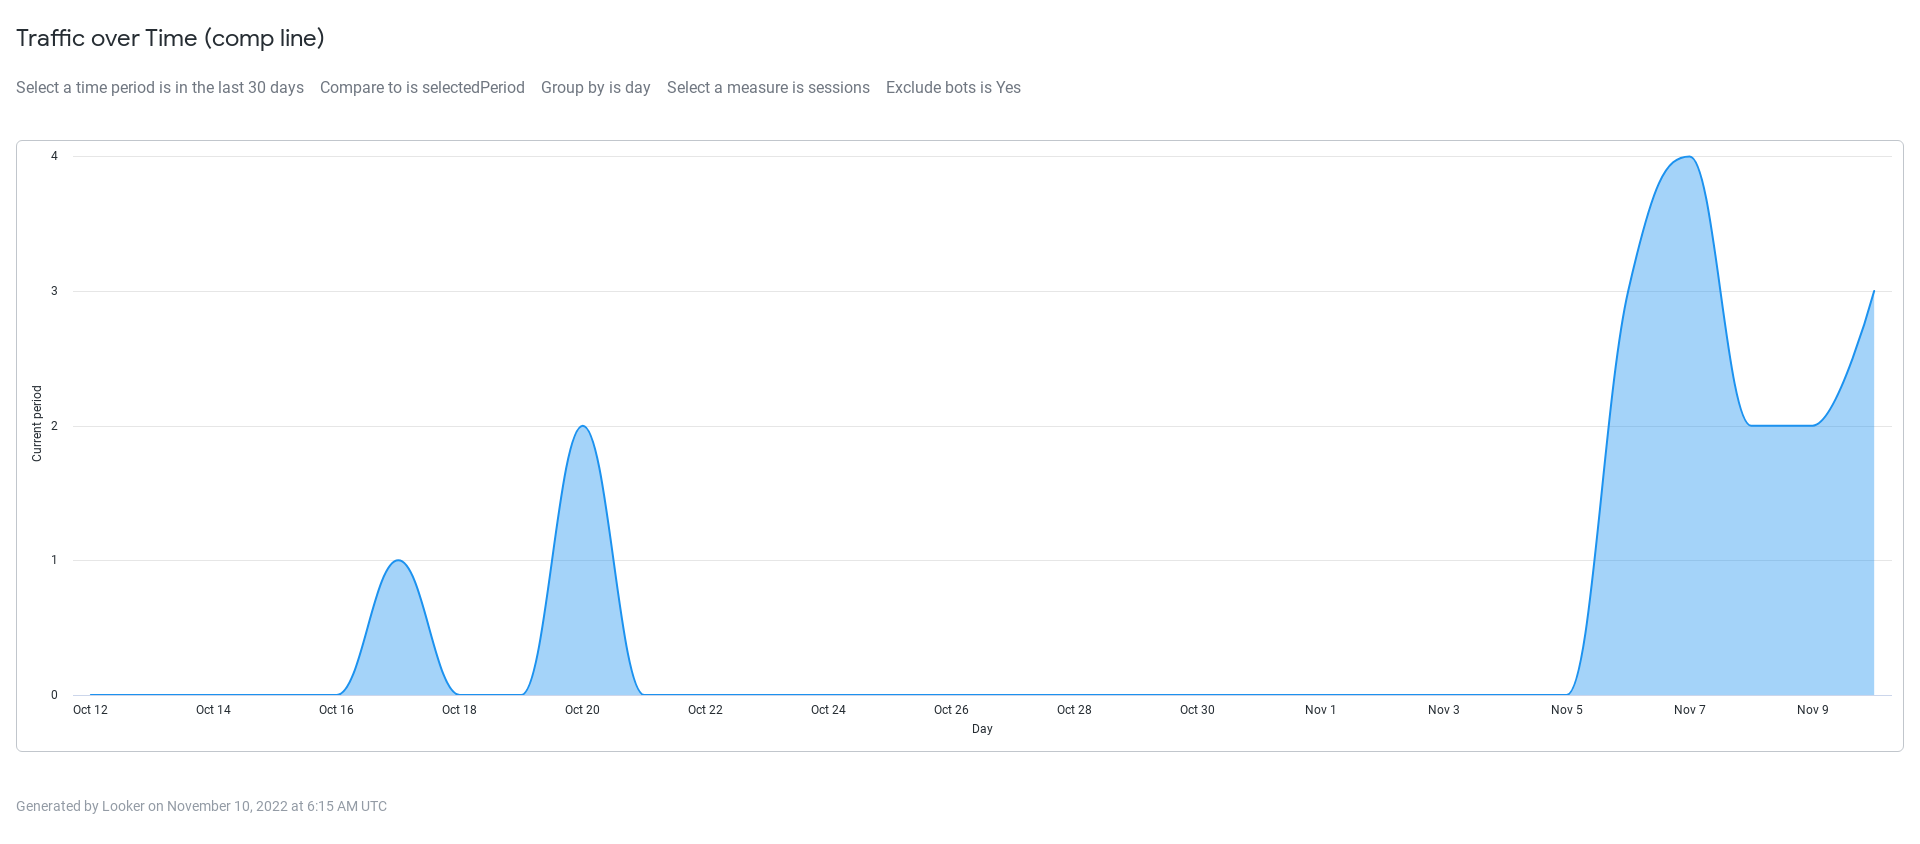 Traffic over Time (comp line)
Select a time period is in the last 30 days Compare to is selectedPeriod Group by is day Select a measure is sessions Exclude bots is Yes
4
3
2
1
0
Current period
Oct 12 Oct 14 Oct 16 Oct 18 Oct 20 Oct 22 Oct 24 Oct 26 Oct 28 Oct 30 Nov 1 Nov 3 Nov 5 Nov 7 Nov 9
Day
Generated by Looker on November 10, 2022 at 6:15 AM UTC